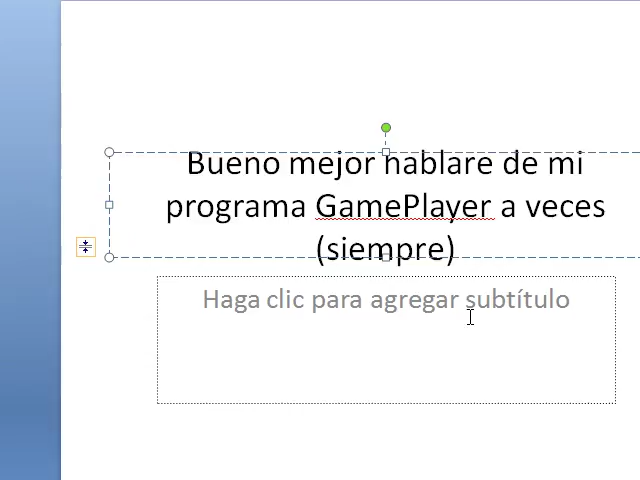 Bueno mejor hablare de mi
programa GamePlayer a veces
(siempre)
Haga clic para agregar subtítulo